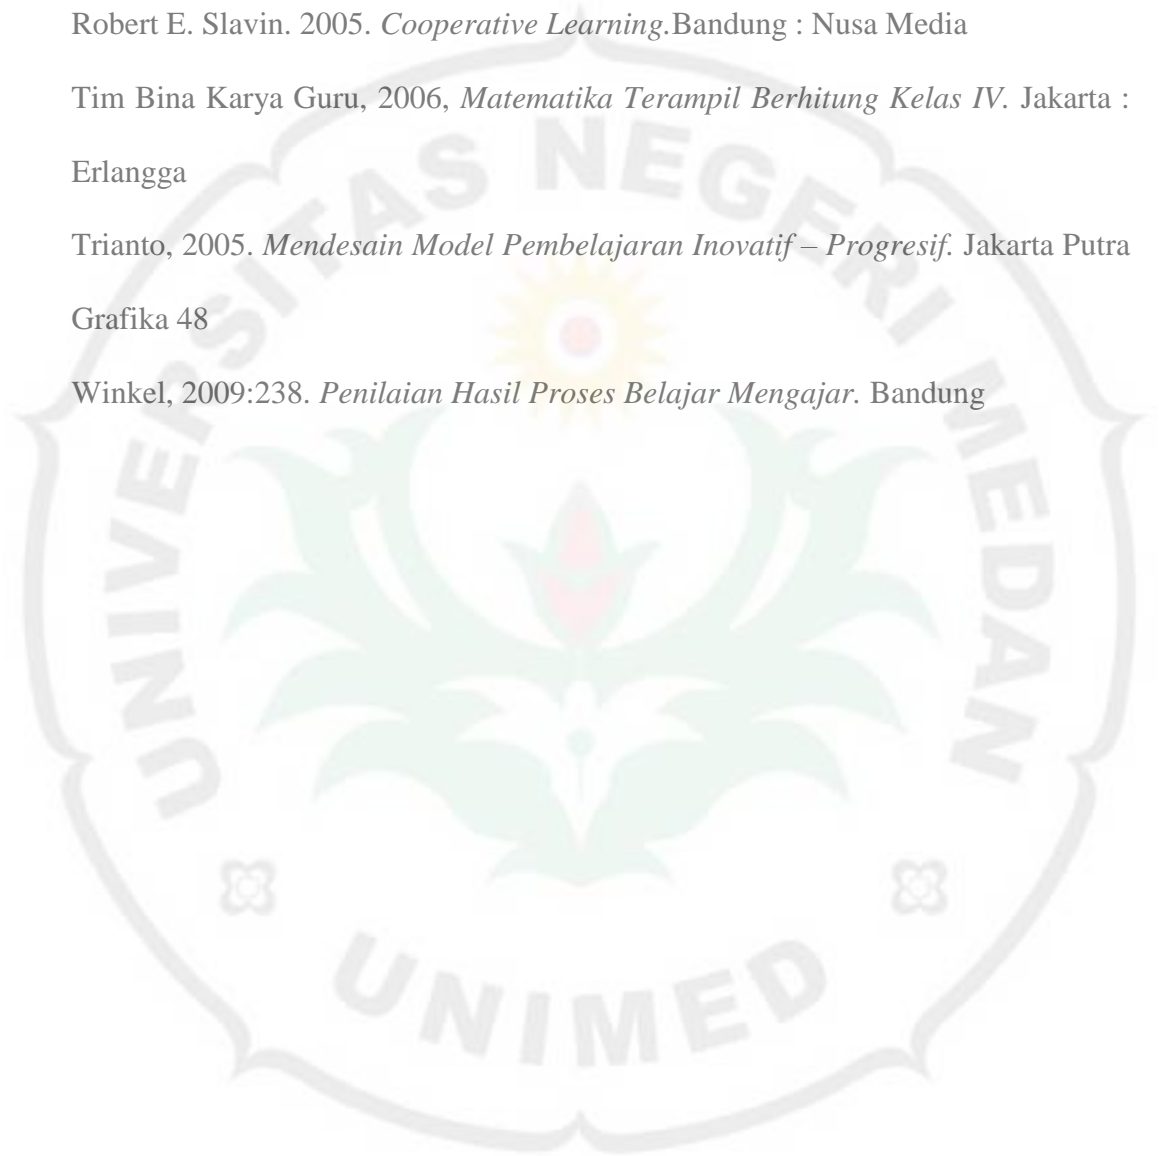 Robert E. Slavin. 2005. Cooperative Learning.Bandung : Nusa Media
Tim Bina Karya Guru, 2006, Matematika Terampil Berhitung Kelas IV. Jakarta :
Erlangga
Trianto, 2005. Mendesain Model Pembelajaran Inovatif – Progresif. Jakarta Putra
Grafika 48
Winkel, 2009:238. Penilaian Hasil Proses Belajar Mengajar. Bandung
UNIVERSITAS NEGERI MEDAN
UNIMED